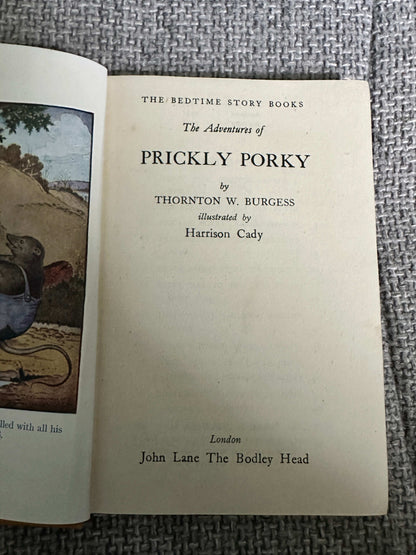 THE BEDTIME STORY BOOKS
The Adventures of
PRICKLY PORKY
by
THORNTON W. BURGESS
illustrated by
Harrison Cady
London
John Lane The Bodley Head
lled with all his